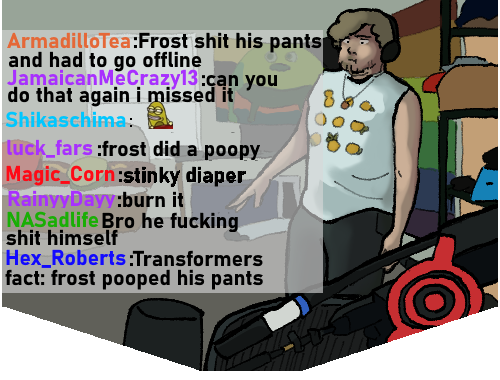 ArmadilloTea:Frost shit his pants
and had to go offline
JamaicanMeCrazy13:can you
do that again i missed it
Shikaschima:
luck_fars:frost did a poopy
Magic_Corn:stinky diaper
RainyyDayy:burn it
NASadlife Bro he fucking
shit himself
Hex_Roberts:Transformers
fact: frost pooped his pants